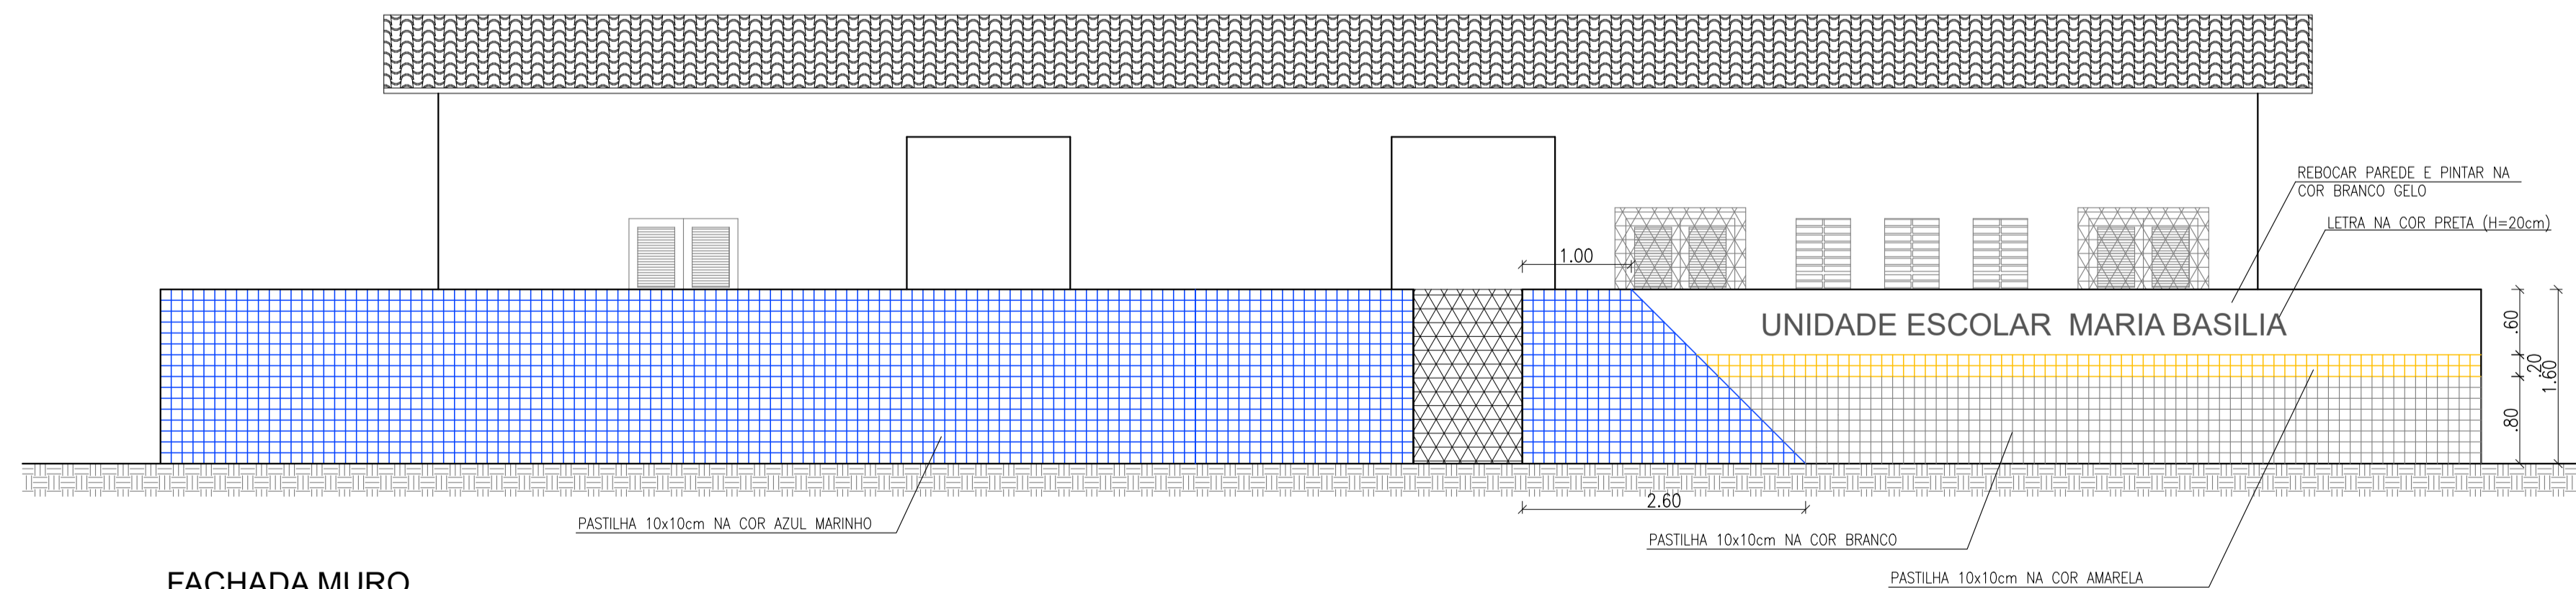 REBOCAR PAREDE E PINTAR NA
COR BRANCO GELO
LETRA NA COR PRETA (H=20cm)
1.00
UNIDADE ESCOLAR MARIA BASILIA
.60
.20
1.60
.80
2.60
PASTILHA 10x10cm NA COR AZUL MARINHO
PASTILHA 10x10cm NA COR BRANCO
PASTILHA 10x10cm NA COR AMARELA
FACHADA MURO